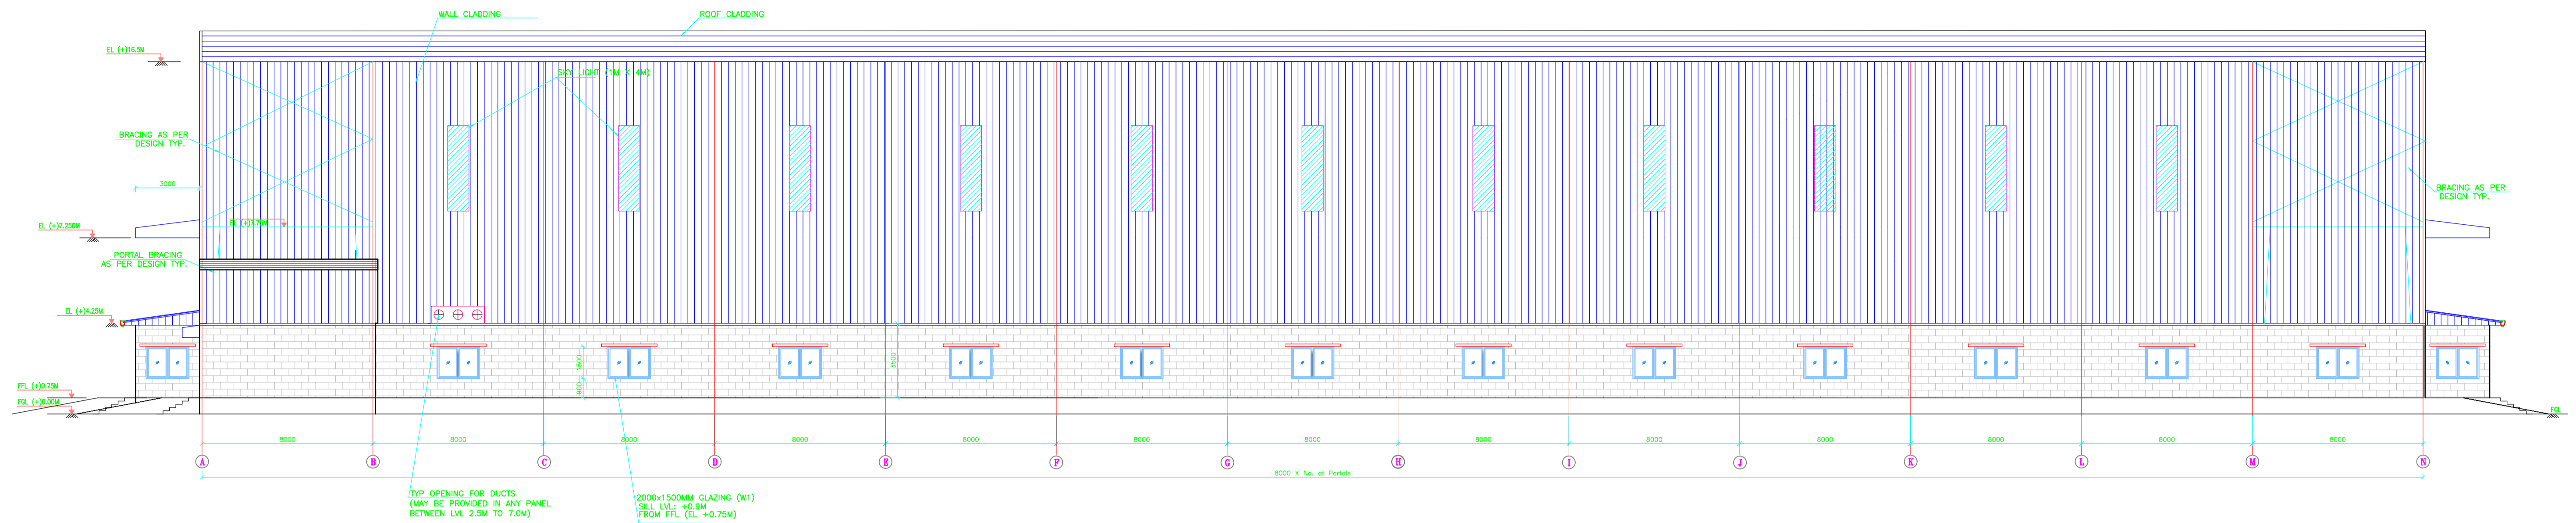 WALL CLADDING
ROOF CLADDING
EL (+)16.5M
SKY LIGHT (1M X 4M)
BRACING AS PER
DESIGN TYP.
3000
BRACING AS PER
DESIGN TYP.
EL (+)7.250M
PORTAL BRACING
AS PER DESIGN TYP.
EL (+)4.25M
1600
900
3500
FFL (+)0.75M
FGL (+)0.00M
FGL
8000 8000 8000 8000 8000 8000 8000 8000 8000 8000 8000 8000 8000
A B C D E F G H I J K L M N
8000 X No. of Portals
TYP OPENING FOR DUCTS
(MAY BE PROVIDED IN ANY PANEL
BETWEEN LVL 2.5M TO 7.0M)
2000x1500MM GLAZING (W1)
SILL LVL: +0.9M
FROM FFL (EL +0.75M)